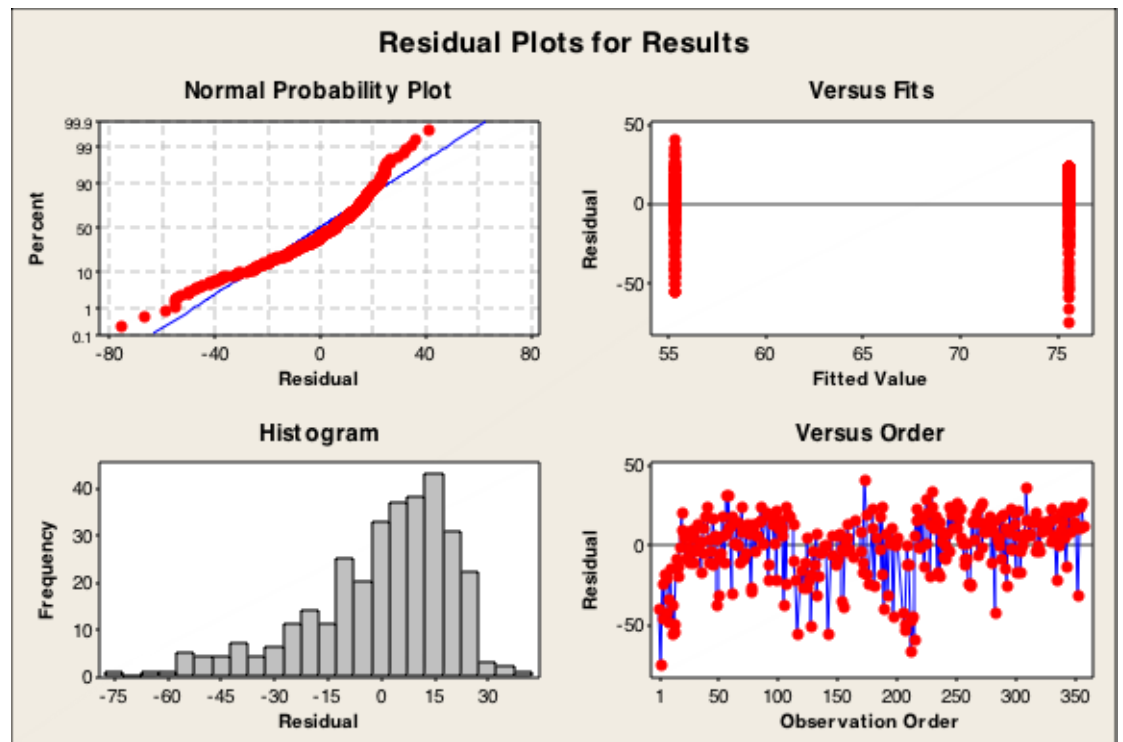 Residual Plots for Results
Normal Probability Plot
99.9
99
90
50
10
1
0.1
Percent
-80 -40 0 40 80
Residual
Versus Fits
50
0
-50
Residual
55 60 65 70 75
Fitted Value
Histogram
40
30
20
10
0
Frequency
-75 -60 -45 -30 -15 0 15 30
Residual
Versus Order
50
0
-50
Residual
1 50 100 150 200 250 300 350
Observation Order